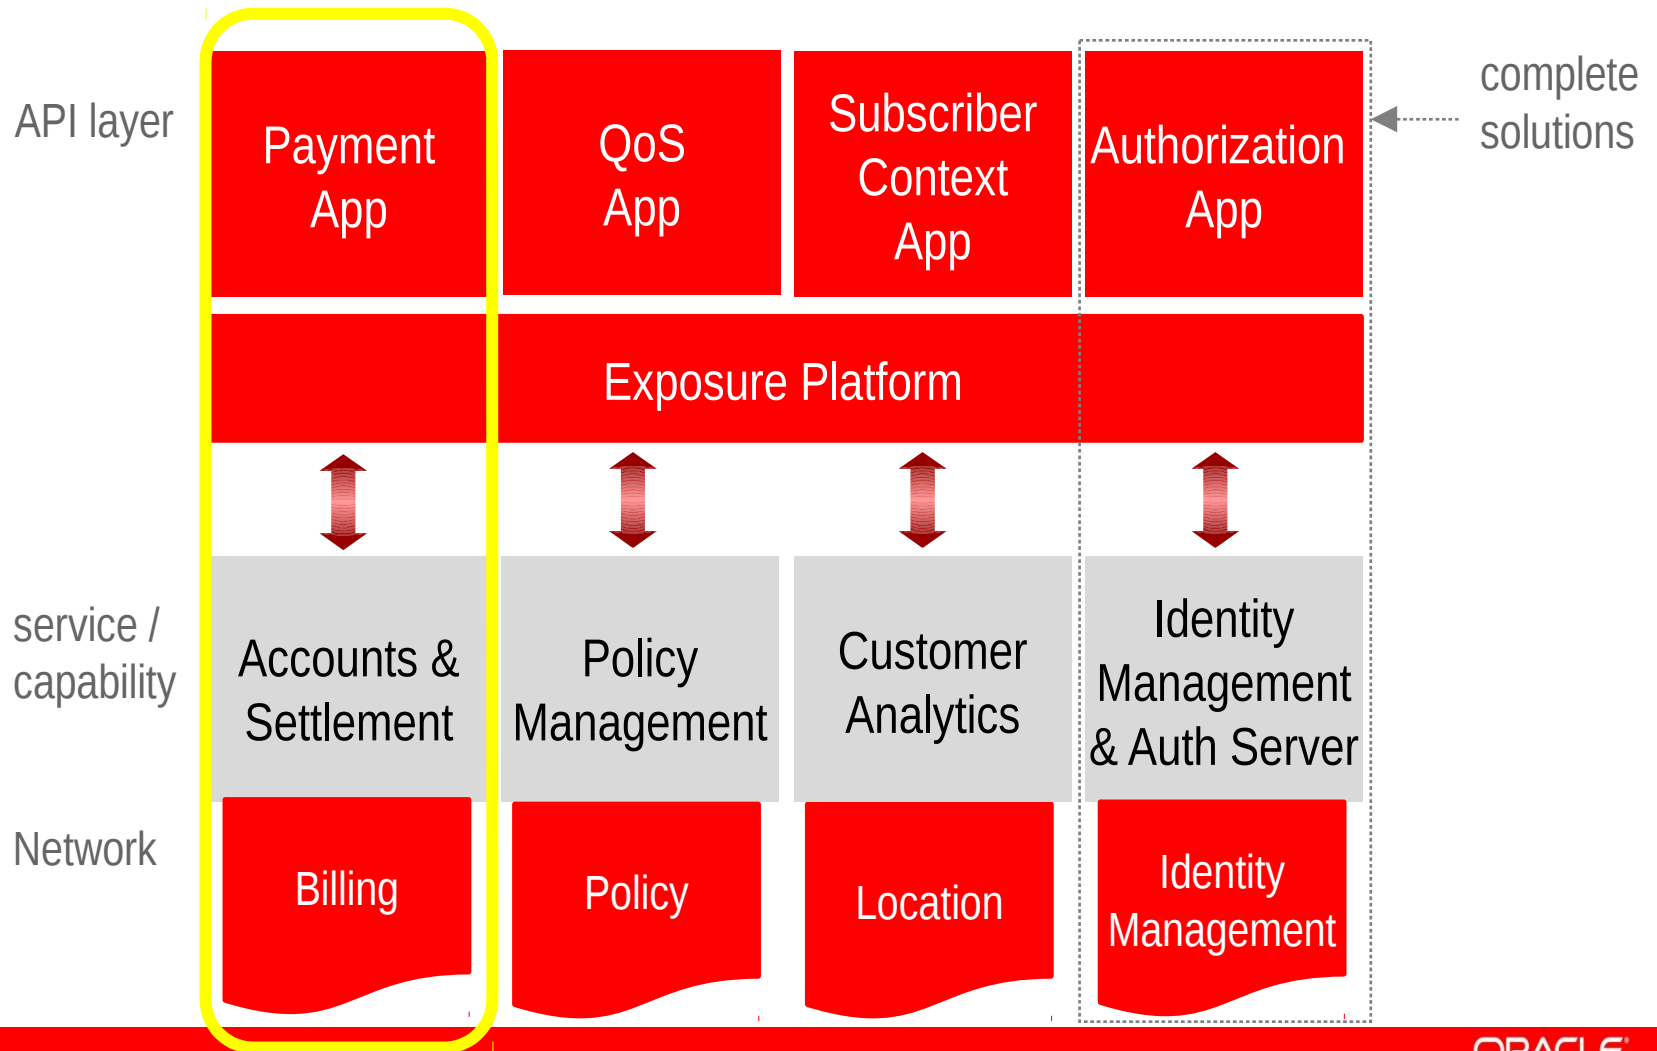 API layer
Payment
App
QoS
App
Subscriber
Context
App
Authorization
App
complete
solutions
Exposure Platform
service /
capability
Accounts &
Settlement
Policy
Management
Customer
Analytics
Identity
Management
& Auth Server
Network
Billing
Policy
Location
Identity
Management
ORACLE